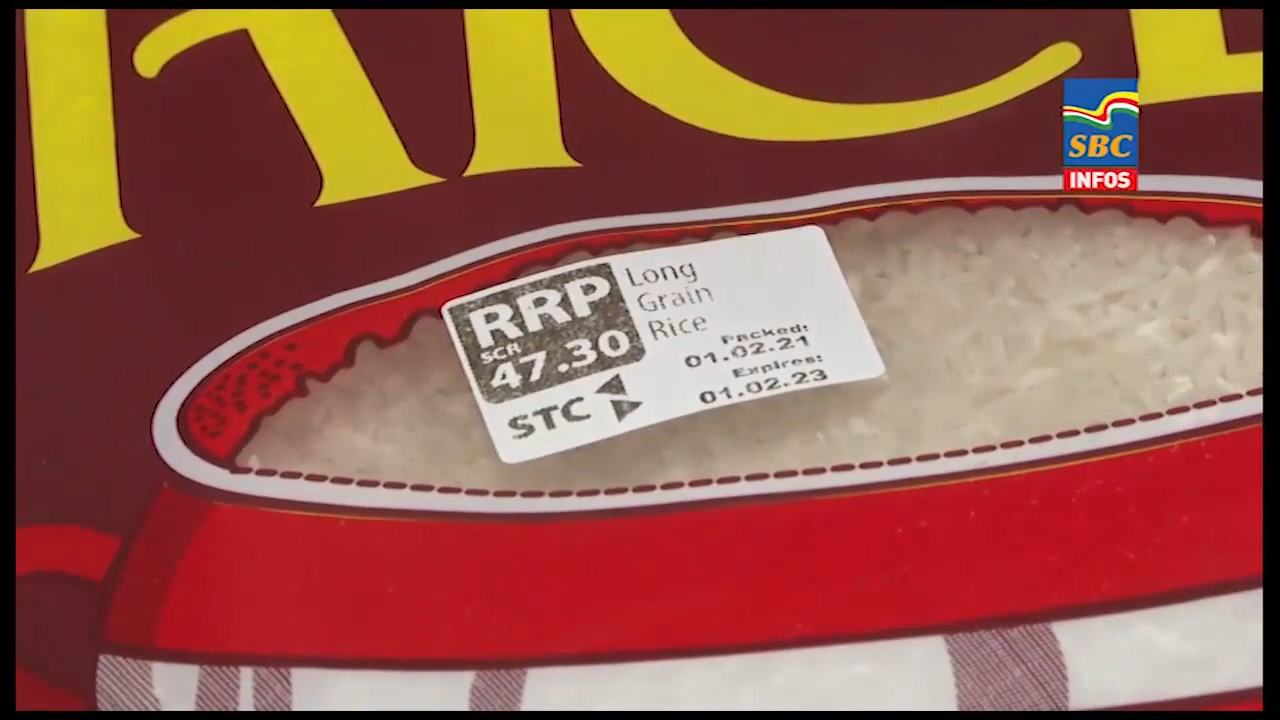 RICE
SBC
INFOS
RRP
SCR
47.30
STC
Long
Grain
Rice
Packed:
01.02.21
Expires:
01.02.23